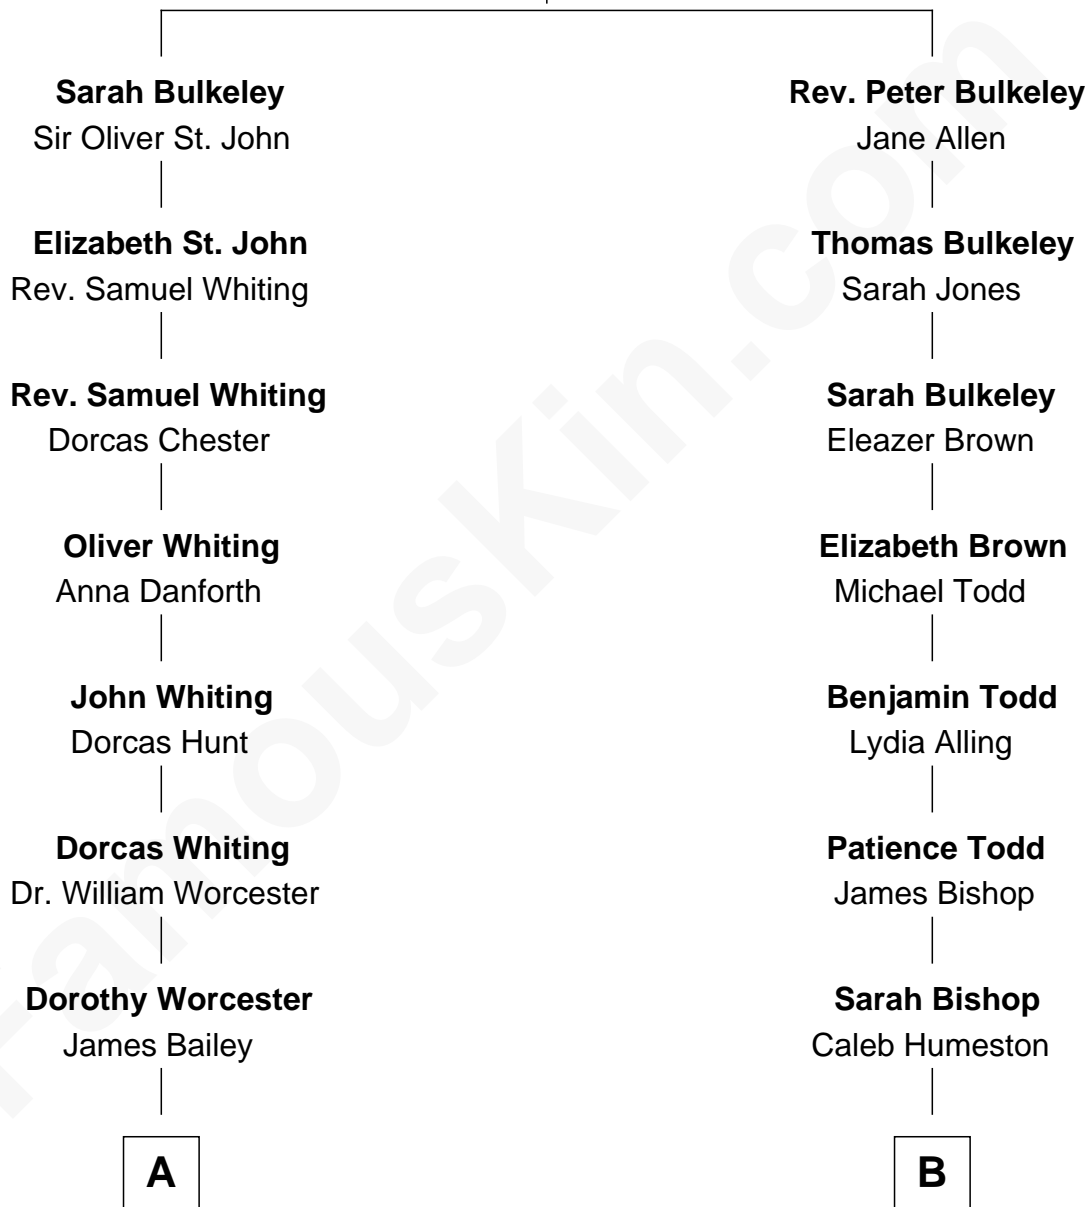 Sarah Bulkeley
Sir Oliver St. John
Elizabeth St. John
Rev. Samuel Whiting
Rev. Samuel Whiting
Dorcas Chester
Oliver Whiting
Anna Danforth
John Whiting
Dorcas Hunt
Dorcas Whiting
Dr. William Worcester
Dorothy Worcester
James Bailey
A
Rev. Peter Bulkeley
Jane Allen
Thomas Bulkeley
Sarah Jones
Sarah Bulkeley
Eleazer Brown
Elizabeth Brown
Michael Todd
Benjamin Todd
Lydia Alling
Patience Todd
James Bishop
Sarah Bishop
Caleb Humeston
B
FamousKin.com